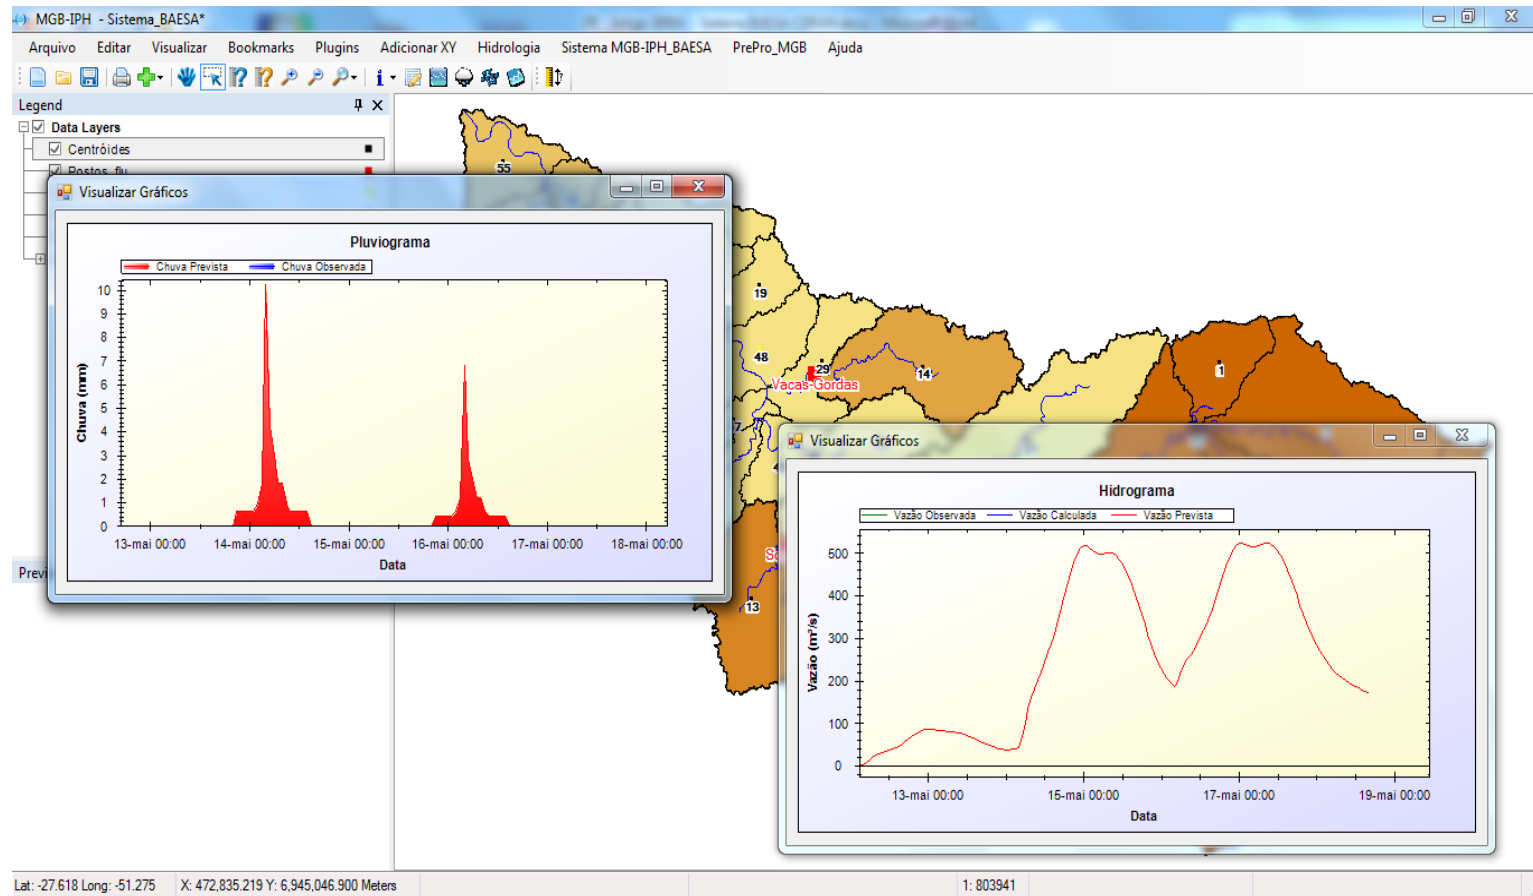 MGB-IPH - Sistema_BAESA*
Arquivo Editar Visualizar Bookmarks Plugins Adicionar XY Hidrologia Sistema MGB-IPH_BAESA PrePro_MGB Ajuda
Legend
Data Layers
Centróides
Postos_flu
Visualizar Gráficos
Pluviograma
Chuva Prevista Chuva Observada
Chuva (mm)
10
9
8
7
6
5
4
3
2
1
0
13-mai 00:00 14-mai 00:00 15-mai 00:00 16-mai 00:00 17-mai 00:00 18-mai 00:00
Data
55
19
48
29
14
1
Vacas-Gordas
13
Visualizar Gráficos
Hidrograma
Vazão Observada Vazão Calculada Vazão Prevista
Vazão (m³/s)
500
400
300
200
100
0
13-mai 00:00 15-mai 00:00 17-mai 00:00 19-mai 00:00
Data
Lat: -27.618 Long: -51.275 X: 472,835.219 Y: 6,945,046.900 Meters 1: 803941